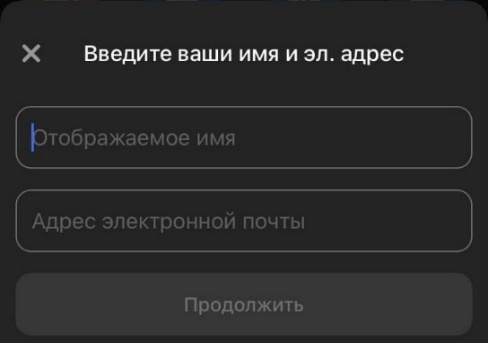 Введите ваши имя и эл. адрес
Отображаемое имя
Адрес электронной почты
Продолжить